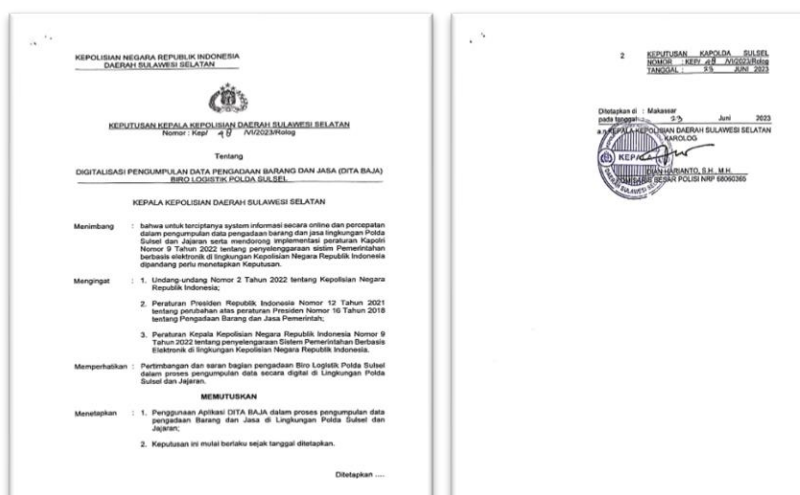 KEPOLISIAN NEGARA REPUBLIK INDONESIA
DAERAH SULAWESI SELATAN
KEPUTUSAN KEPALA KEPOLISIAN DAERAH SULAWESI SELATAN
Nomor : Kep/ 48 /VI/2023/Rolog
Tentang
DIGITALISASI PENGUMPULAN DATA PENGADAAN BARANG DAN JASA (DITA BAJA)
BIRO LOGISTIK POLDA SULSEL
KEPALA KEPOLISIAN DAERAH SULAWESI SELATAN
Menimbang : bahwa untuk terciptanya system informasi secara online dan percepatan
dalam pengumpulan data pengadaan barang dan jasa lingkungan Polda
Sulsel dan Jajaran serta mendorong implementasi peraturan Kapolri
Nomor 9 Tahun 2022 tentang penyelenggaraan sistim Pemerintahan
berbasis elektronik di lingkungan Kepolisian Negara Republik Indonesia
dipandang perlu menetapkan Keputusan.
Mengingat : 1. Undang-undang Nomor 2 Tahun 2022 tentang Kepolisian Negara
Republik Indonesia;
2. Peraturan Presiden Republik Indonesia Nomor 12 Tahun 2021
tentang perubahan atas peraturan Presiden Nomor 16 Tahun 2018
tentang Pengadaan Barang dan Jasa Pemerintah;
3. Peraturan Kepala Kepolisian Negara Republik Indonesia Nomor 9
Tahun 2022 tentang penyelengaraan Sistem Pemerintahan Berbasis
Elektronik di lingkungan Kepolisian Negara Republik Indonesia.
Memperhatikan : Pertimbangan dan saran bagian pengadaan Biro Logistik Polda Sulsel
dalam proses pengumpulan data secara digital di Lingkungan Polda
Sulsel dan Jajaran.
MEMUTUSKAN
Menetapkan : 1. Penggunaan Aplikasi DITA BAJA dalam proses pengumpulan data
pengadaan Barang dan Jasa di Lingkungan Polda Sulsel dan
Jajaran;
2. Keputusan ini mulai berlaku sejak tanggal ditetapkan.
Ditetapkan ....
2 KEPUTUSAN KAPOLDA SULSEL
NOMOR : KEP/ 48 /VI/2023/Rolog
TANGGAL : 23 JUNI 2023
Ditetapkan di : Makassar
pada tanggal 23 Juni 2023
a.n. KEPALA KEPOLISIAN DAERAH SULAWESI SELATAN
KAROLOG
KEPALA
DAERAH SULAWESI SELATAN
HARIANTO, S.H., M.H.
KOMISARIS BESAR POLISI NRP 68060365